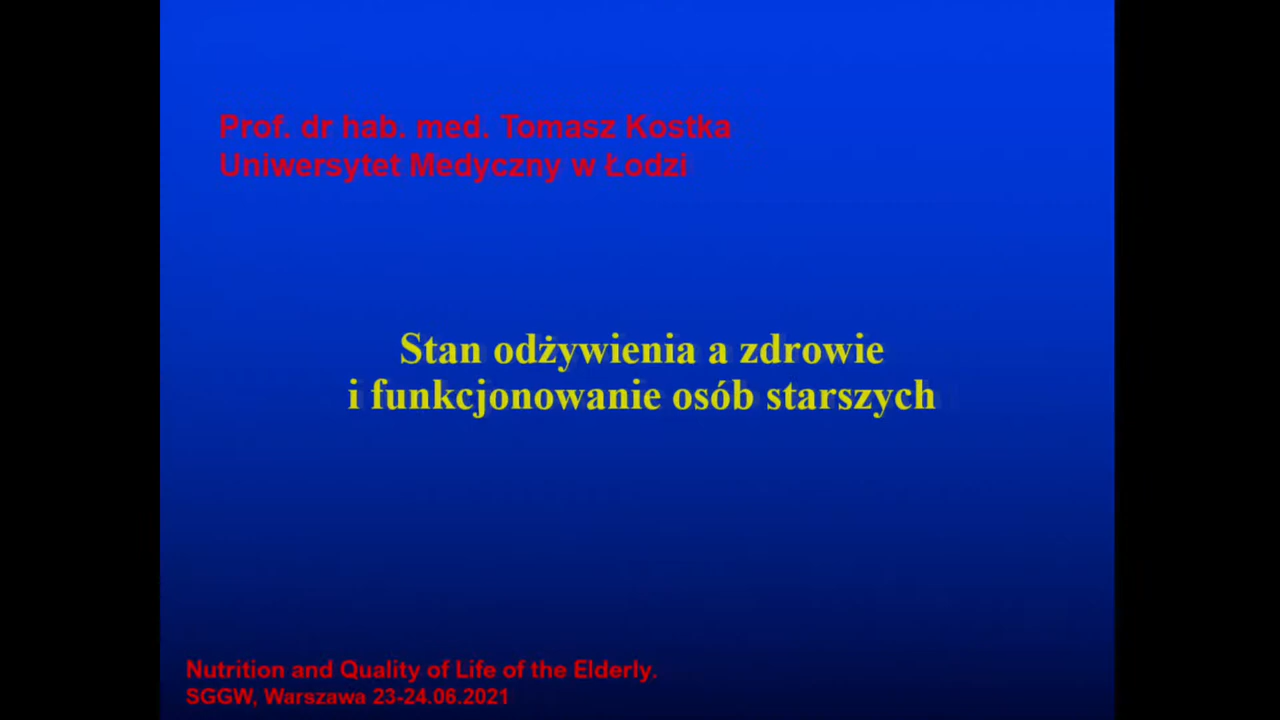 Prof. dr hab. med. Tomasz Kostka
Uniwersytet Medyczny w Łodzi
Stan odżywienia a zdrowie
i funkcjonowanie osób starszych
Nutrition and Quality of Life of the Elderly.
SGGW, Warszawa 23-24.06.2021